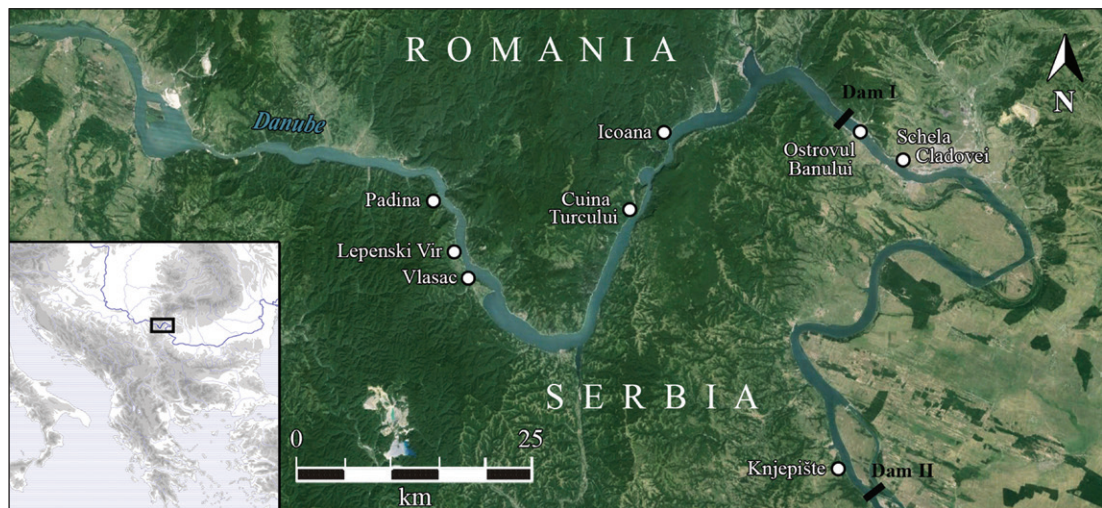 ROMANIA
Danube
Dam I
N
Icoana
Ostrovul
Banului
Schela
Cladovei
Padina
Cuina
Turcului
Lepenski Vir
Vlasac
SERBIA
0 25
km
Knjepište
Dam II